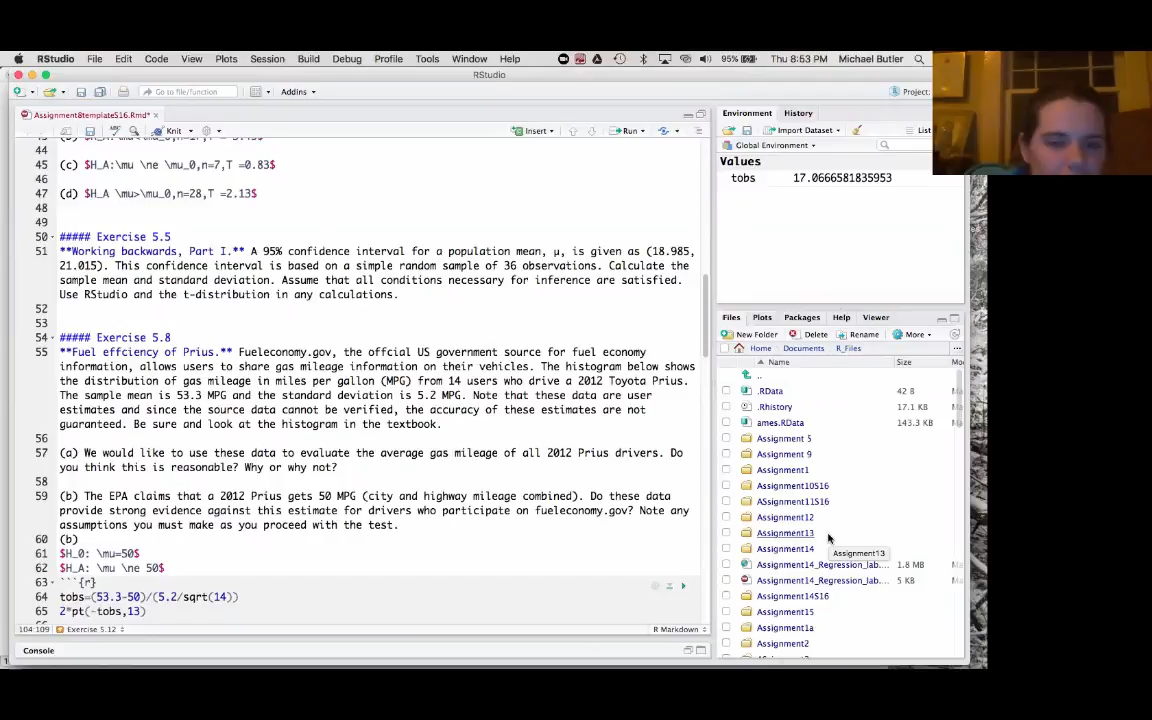 RStudio File Edit Code View Plots Session Build Debug Profile Tools Window Help 95% Thu 8:53 PM Michael Butler
RStudio
Go to file/function Addins Project:
Assignment8templateS16.Rmd*
Knit Insert Run
44
45 (c) $H_A:\mu \ne \mu_0,n=7,T =0.83$
46
47 (d) $H_A \mu>\mu_0,n=28,T =2.13$
48
49
50 ##### Exercise 5.5
51 **Working backwards, Part I.** A 95% confidence interval for a population mean, μ, is given as (18.985,
21.015). This confidence interval is based on a simple random sample of 36 observations. Calculate the
sample mean and standard deviation. Assume that all conditions necessary for inference are satisfied.
Use RStudio and the t-distribution in any calculations.
52
53
54 ##### Exercise 5.8
55 **Fuel effciency of Prius.** Fueleconomy.gov, the offcial US government source for fuel economy
information, allows users to share gas mileage information on their vehicles. The histogram below shows
the distribution of gas mileage in miles per gallon (MPG) from 14 users who drive a 2012 Toyota Prius.
The sample mean is 53.3 MPG and the standard deviation is 5.2 MPG. Note that these data are user
estimates and since the source data cannot be verified, the accuracy of these estimates are not
guaranteed. Be sure and look at the histogram in the textbook.
56
57 (a) We would like to use these data to evaluate the average gas mileage of all 2012 Prius drivers. Do
you think this is reasonable? Why or why not?
58
59 (b) The EPA claims that a 2012 Prius gets 50 MPG (city and highway mileage combined). Do these data
provide strong evidence against this estimate for drivers who participate on fueleconomy.gov? Note any
assumptions you must make as you proceed with the test.
60 (b)
61 $H_0: \mu=50$
62 $H_A: \mu \ne 50$
63 ```{r}
64 tobs=(53.3-50)/(5.2/sqrt(14))
65 2*pt(-tobs,13)
104:109 Exercise 5.12 R Markdown
Console
Environment History
Import Dataset List
Global Environment
Values
tobs 17.0666581835953
Files Plots Packages Help Viewer
New Folder Delete Rename More
Home Documents R_Files
Name Size Mo
..
.RData 42 B
.Rhistory 17.1 KB
ames.RData 143.3 KB
Assignment 5
Assignment 9
Assignment1
Assignment10S16
ASsignment11S16
Assignment12
Assignment13
Assignment14
Assignment13
Assignment14_Regression_lab.... 1.8 MB
Assignment14_Regression_lab.... 5 KB
Assignment14S16
Assignment15
Assignment1a
Assignment2